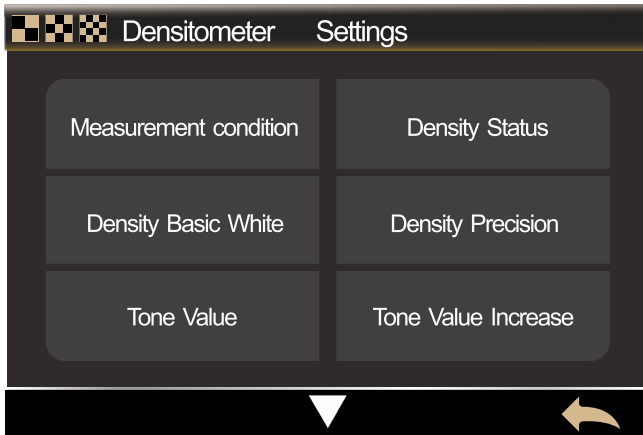 Densitometer Settings
Measurement condition
Density Status
Density Basic White
Density Precision
Tone Value
Tone Value Increase